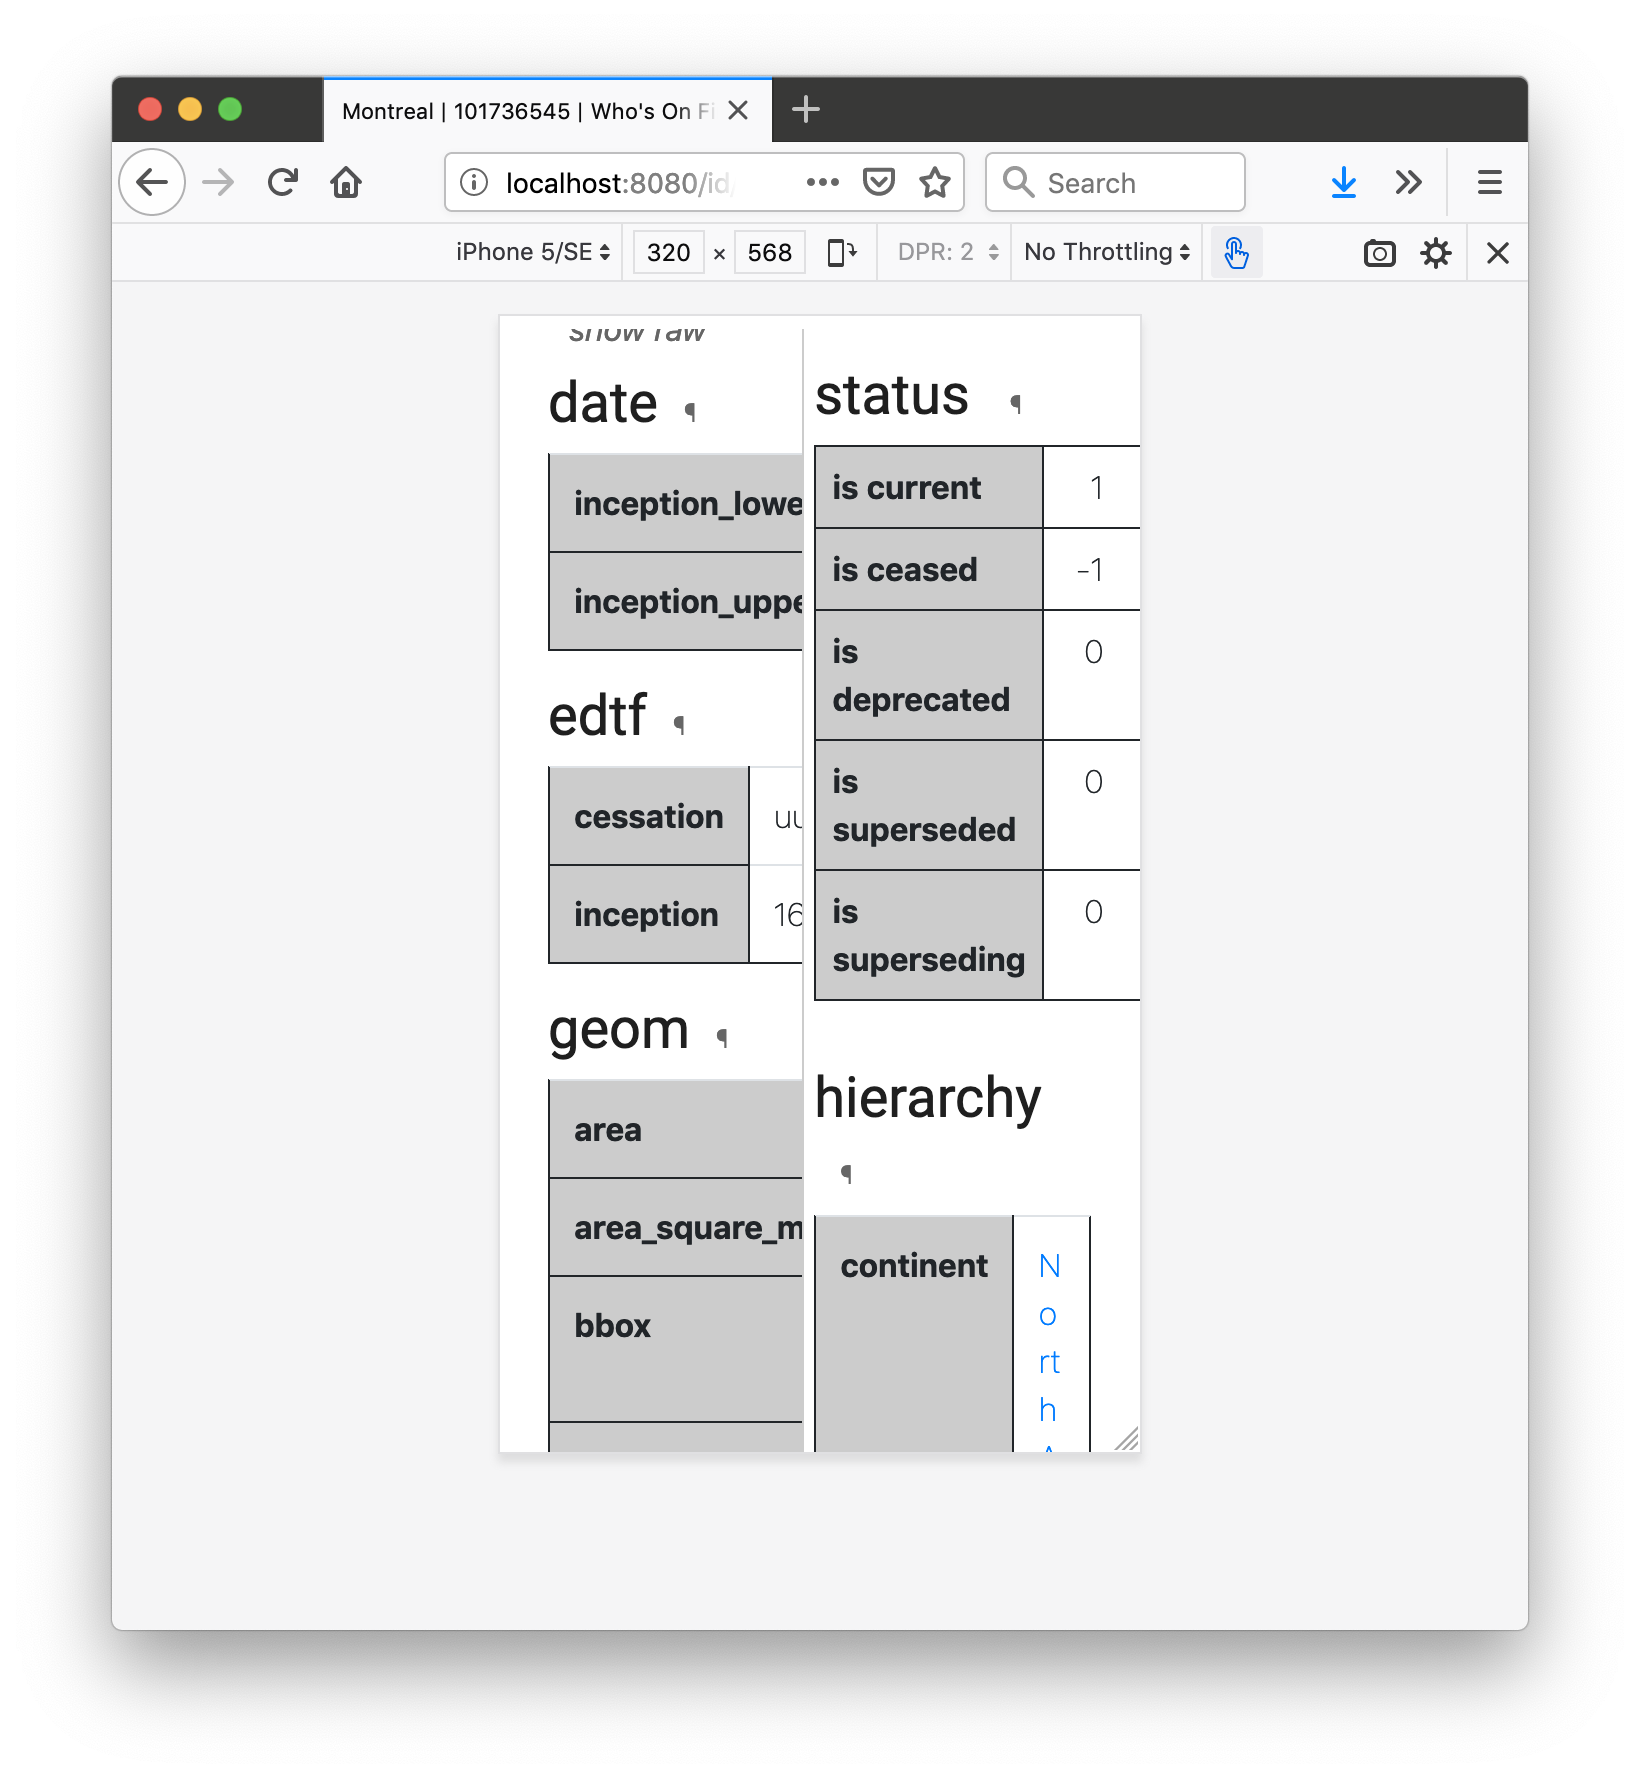 Montreal | 101736545 | Who's On Fi
localhost:8080/id/
Search
iPhone 5/SE
320 × 568
DPR: 2
No Throttling
show raw
date ¶
inception_lowe
inception_uppe
edtf ¶
cessation uu
inception 16
geom ¶
area
area_square_m
bbox
status ¶
is current 1
is ceased -1
is 0
deprecated
is 0
superseded
is 0
superseding
hierarchy
¶
continent N
o
rt
h